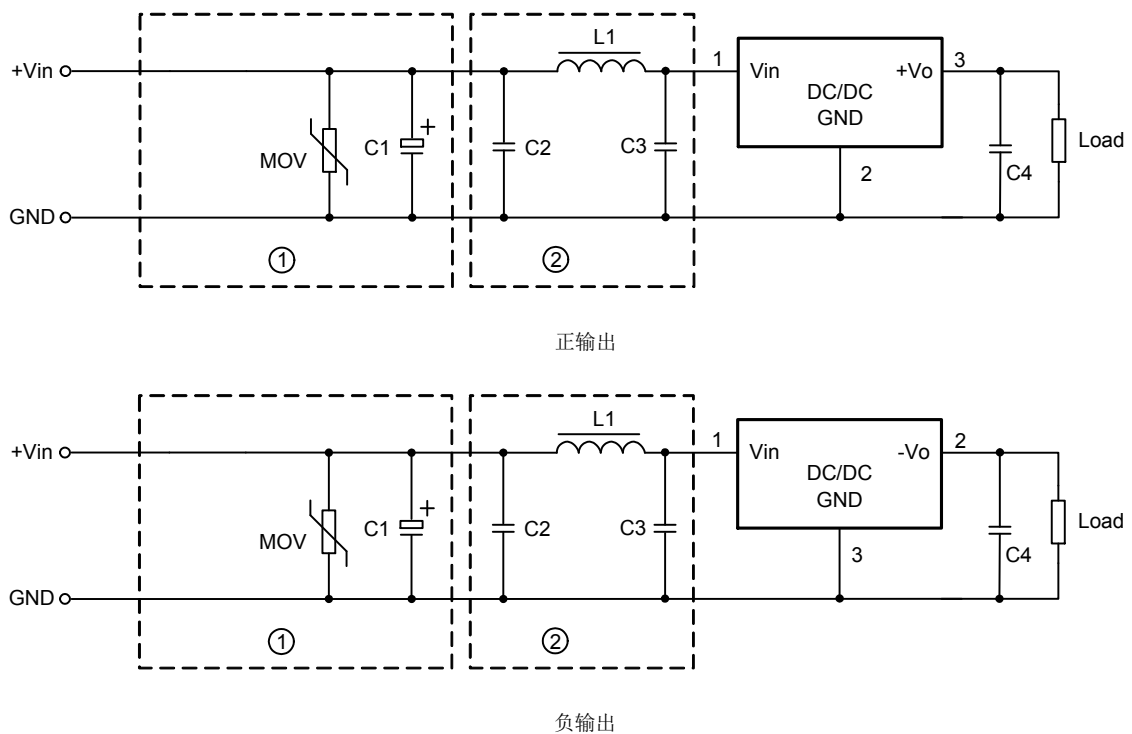 L1
+Vin
1
Vin
+Vo
3
DC/DC
GND
MOV
C1
+
C2
C3
2
C4
Load
GND
①
②
正输出
L1
+Vin
1
Vin
-Vo
2
DC/DC
GND
MOV
C1
+
C2
C3
3
C4
Load
GND
①
②
负输出